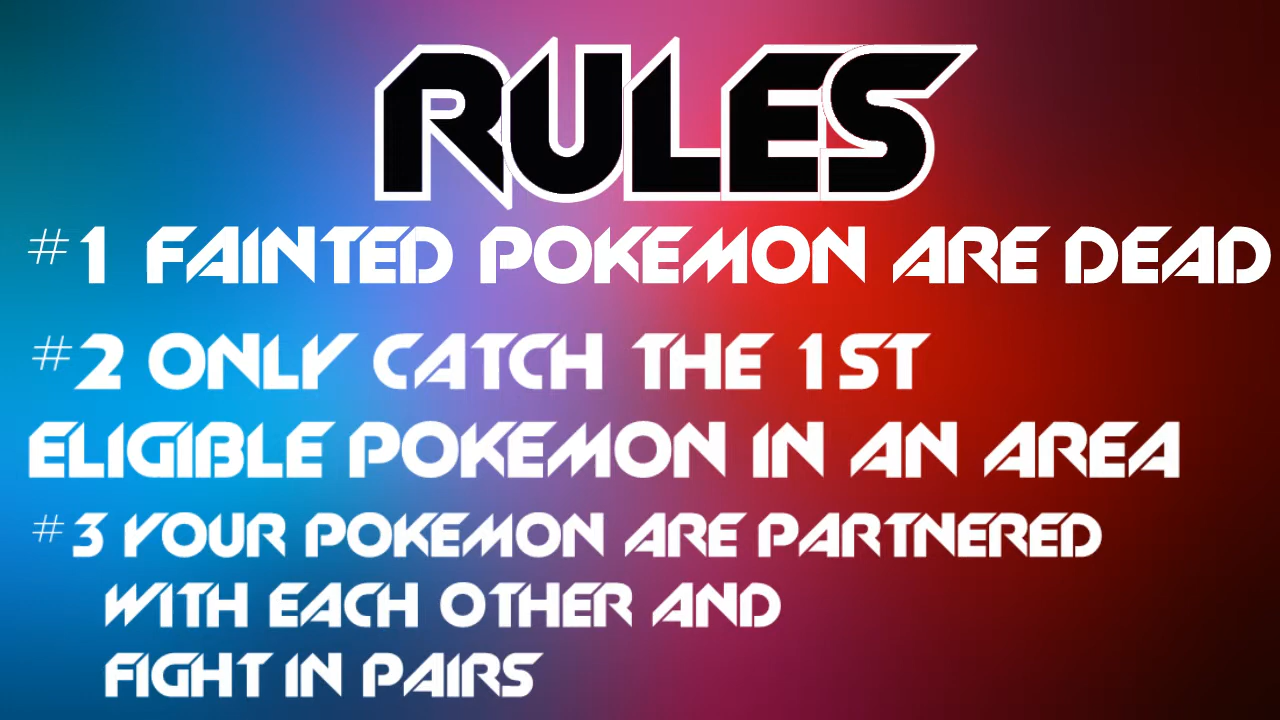 RULES
#1 FAINTED POKEMON ARE DEAD
#2 ONLY CATCH THE 1ST
ELIGIBLE POKEMON IN AN AREA
#3 YOUR POKEMON ARE PARTNERED
WITH EACH OTHER AND
FIGHT IN PAIRS